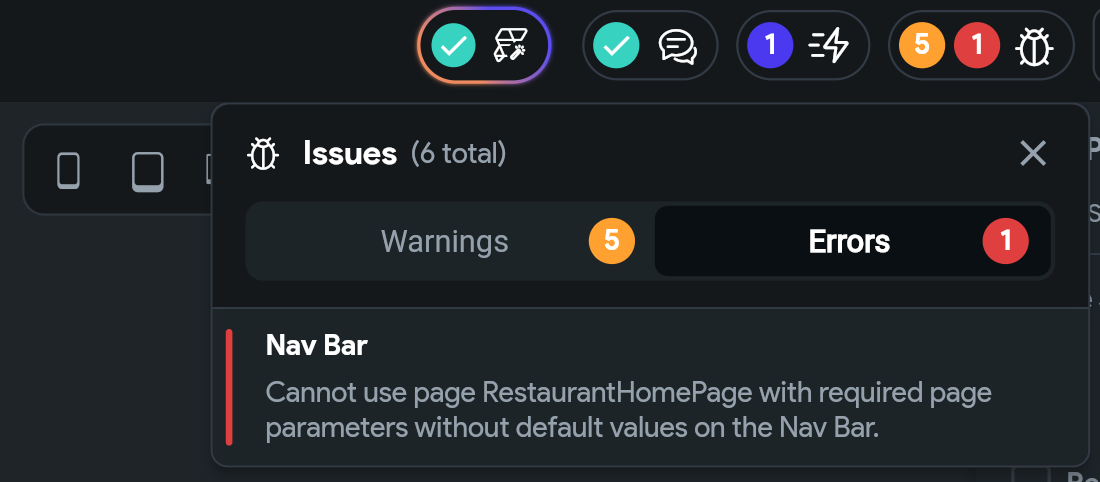 1
5 1
Issues (6 total)
Warnings 5 Errors 1
Nav Bar
Cannot use page RestaurantHomePage with required page
parameters without default values on the Nav Bar.